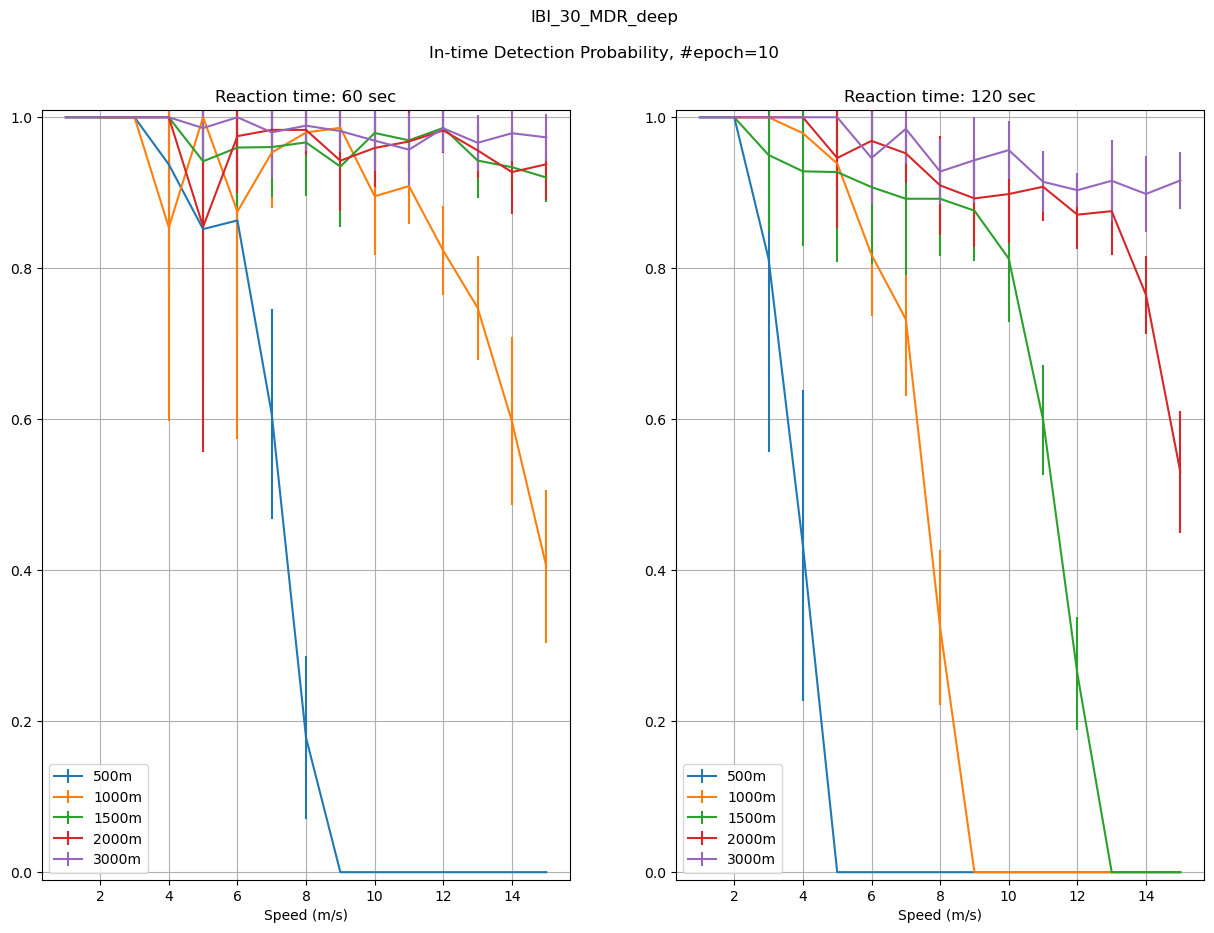 IBI_30_MDR_deep
In-time Detection Probability, #epoch=10
Reaction time: 60 sec
1.0
0.8
0.6
0.4
0.2
0.0
500m
1000m
1500m
2000m
3000m
2 4 6 8 10 12 14
Speed (m/s)
Reaction time: 120 sec
1.0
0.8
0.6
0.4
0.2
0.0
500m
1000m
1500m
2000m
3000m
2 4 6 8 10 12 14
Speed (m/s)